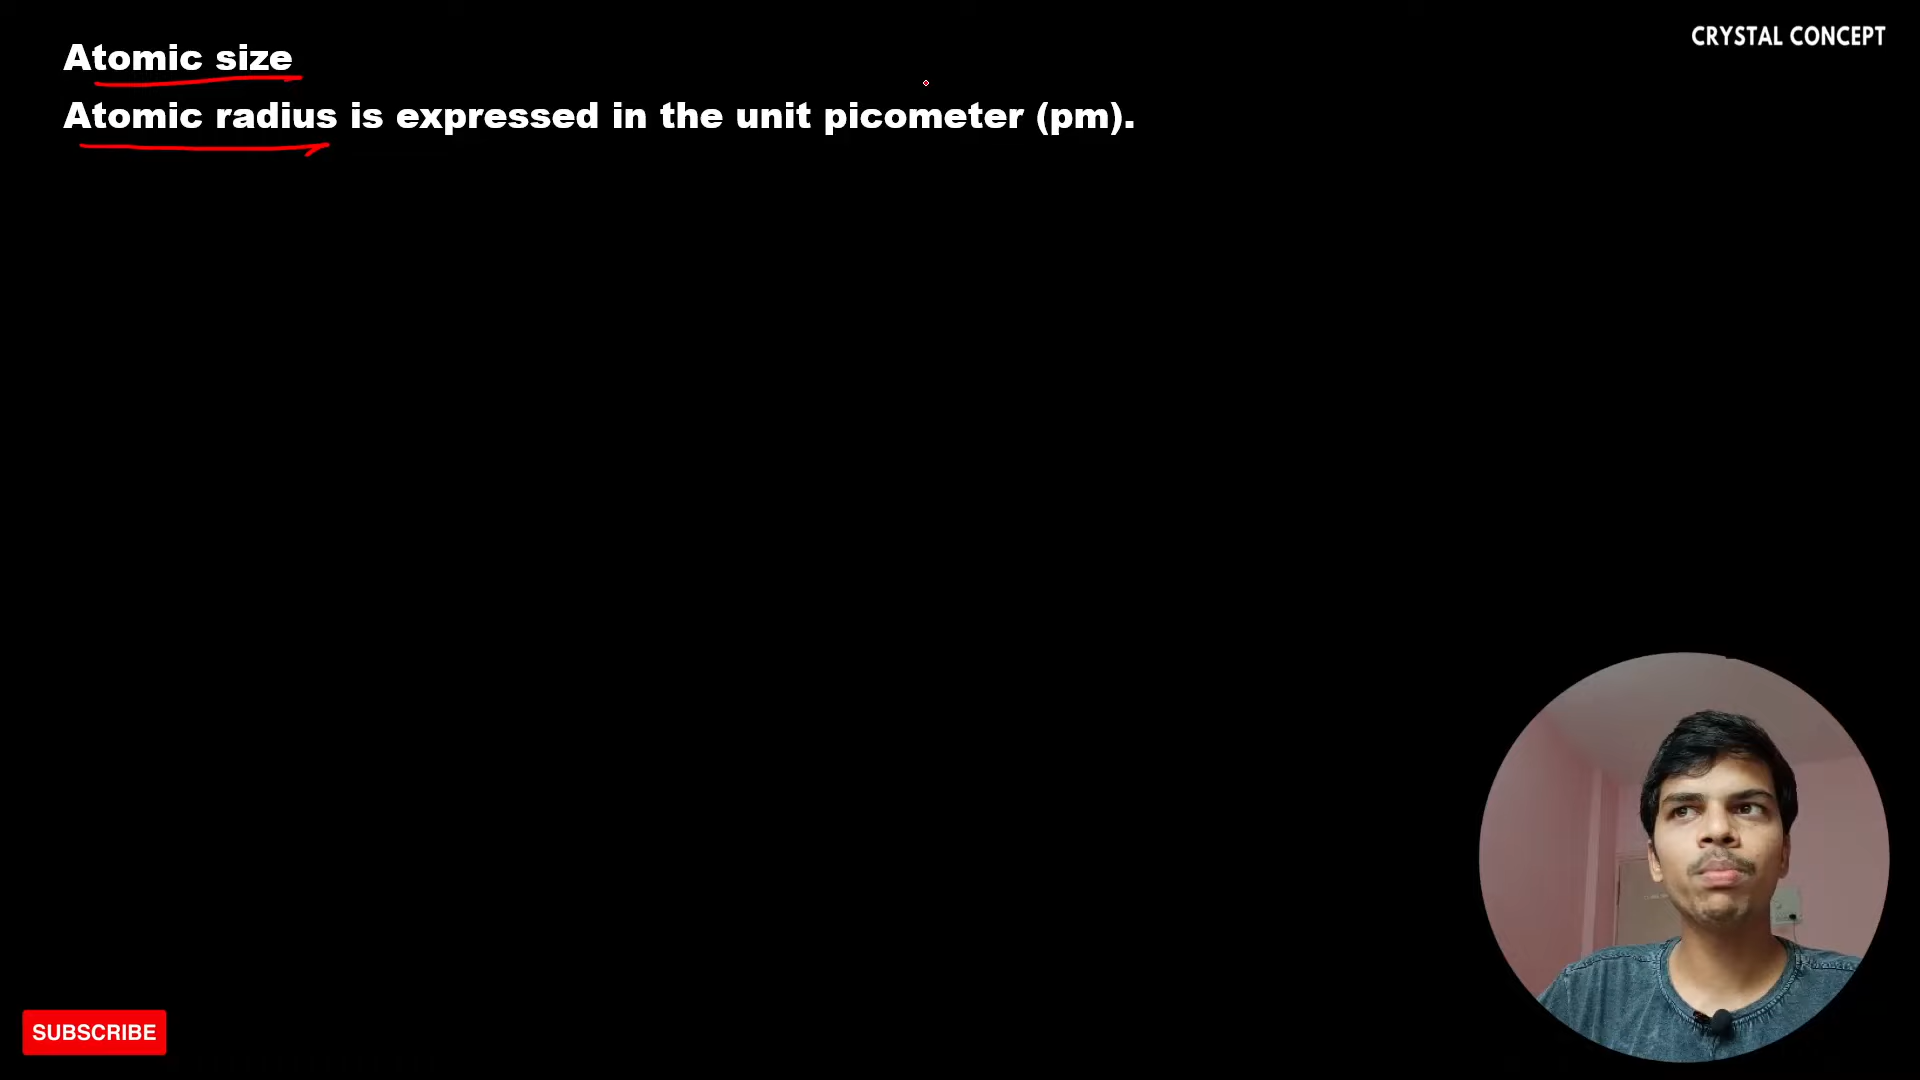 CRYSTAL CONCEPT
Atomic size
Atomic radius is expressed in the unit picometer (pm).
SUBSCRIBE